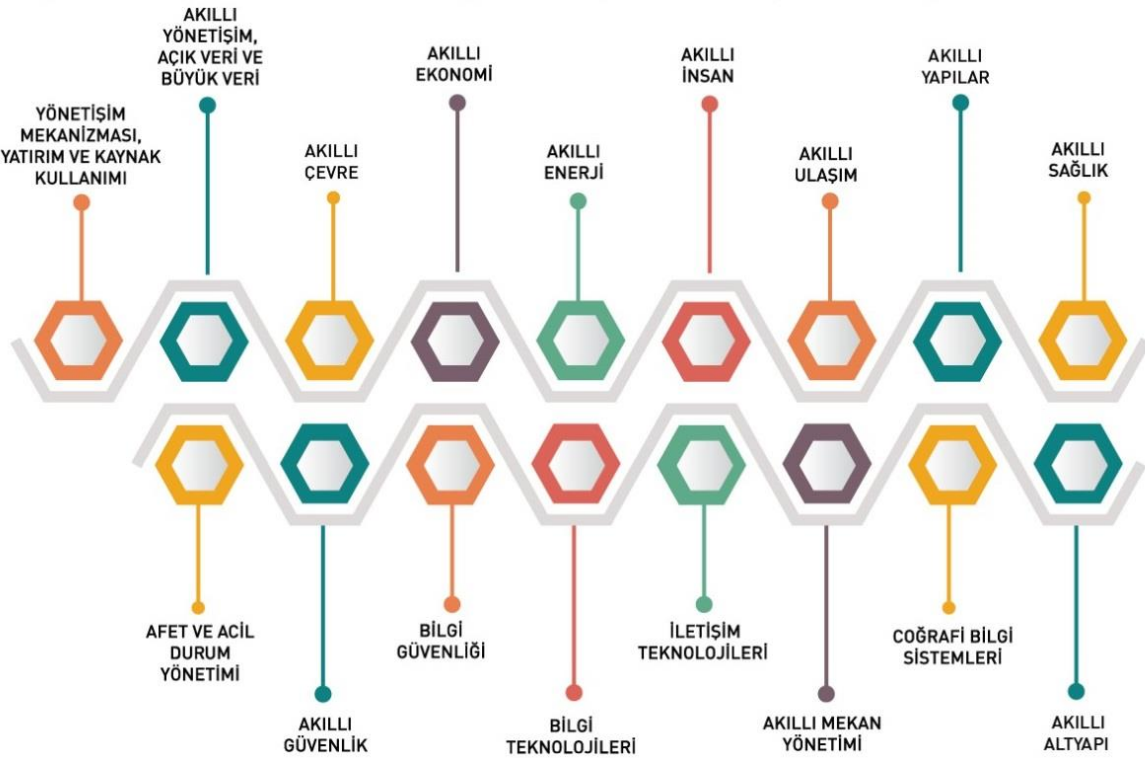 YÖNETİŞİM
MEKANİZMASI,
YATIRIM VE KAYNAK
KULLANIMI
AKILLI
YÖNETİŞİM,
AÇIK VERİ VE
BÜYÜK VERİ
AKILLI
ÇEVRE
AKILLI
EKONOMİ
AKILLI
ENERJİ
AKILLI
İNSAN
AKILLI
ULAŞIM
AKILLI
YAPILAR
AKILLI
SAĞLIK
AFET VE ACİL
DURUM
YÖNETİMİ
AKILLI
GÜVENLİK
BİLGİ
GÜVENLİĞİ
BİLGİ
TEKNOLOJİLERİ
İLETİŞİM
TEKNOLOJİLERİ
AKILLI MEKAN
YÖNETİMİ
COĞRAFİ BİLGİ
SİSTEMLERİ
AKILLI
ALTYAPI